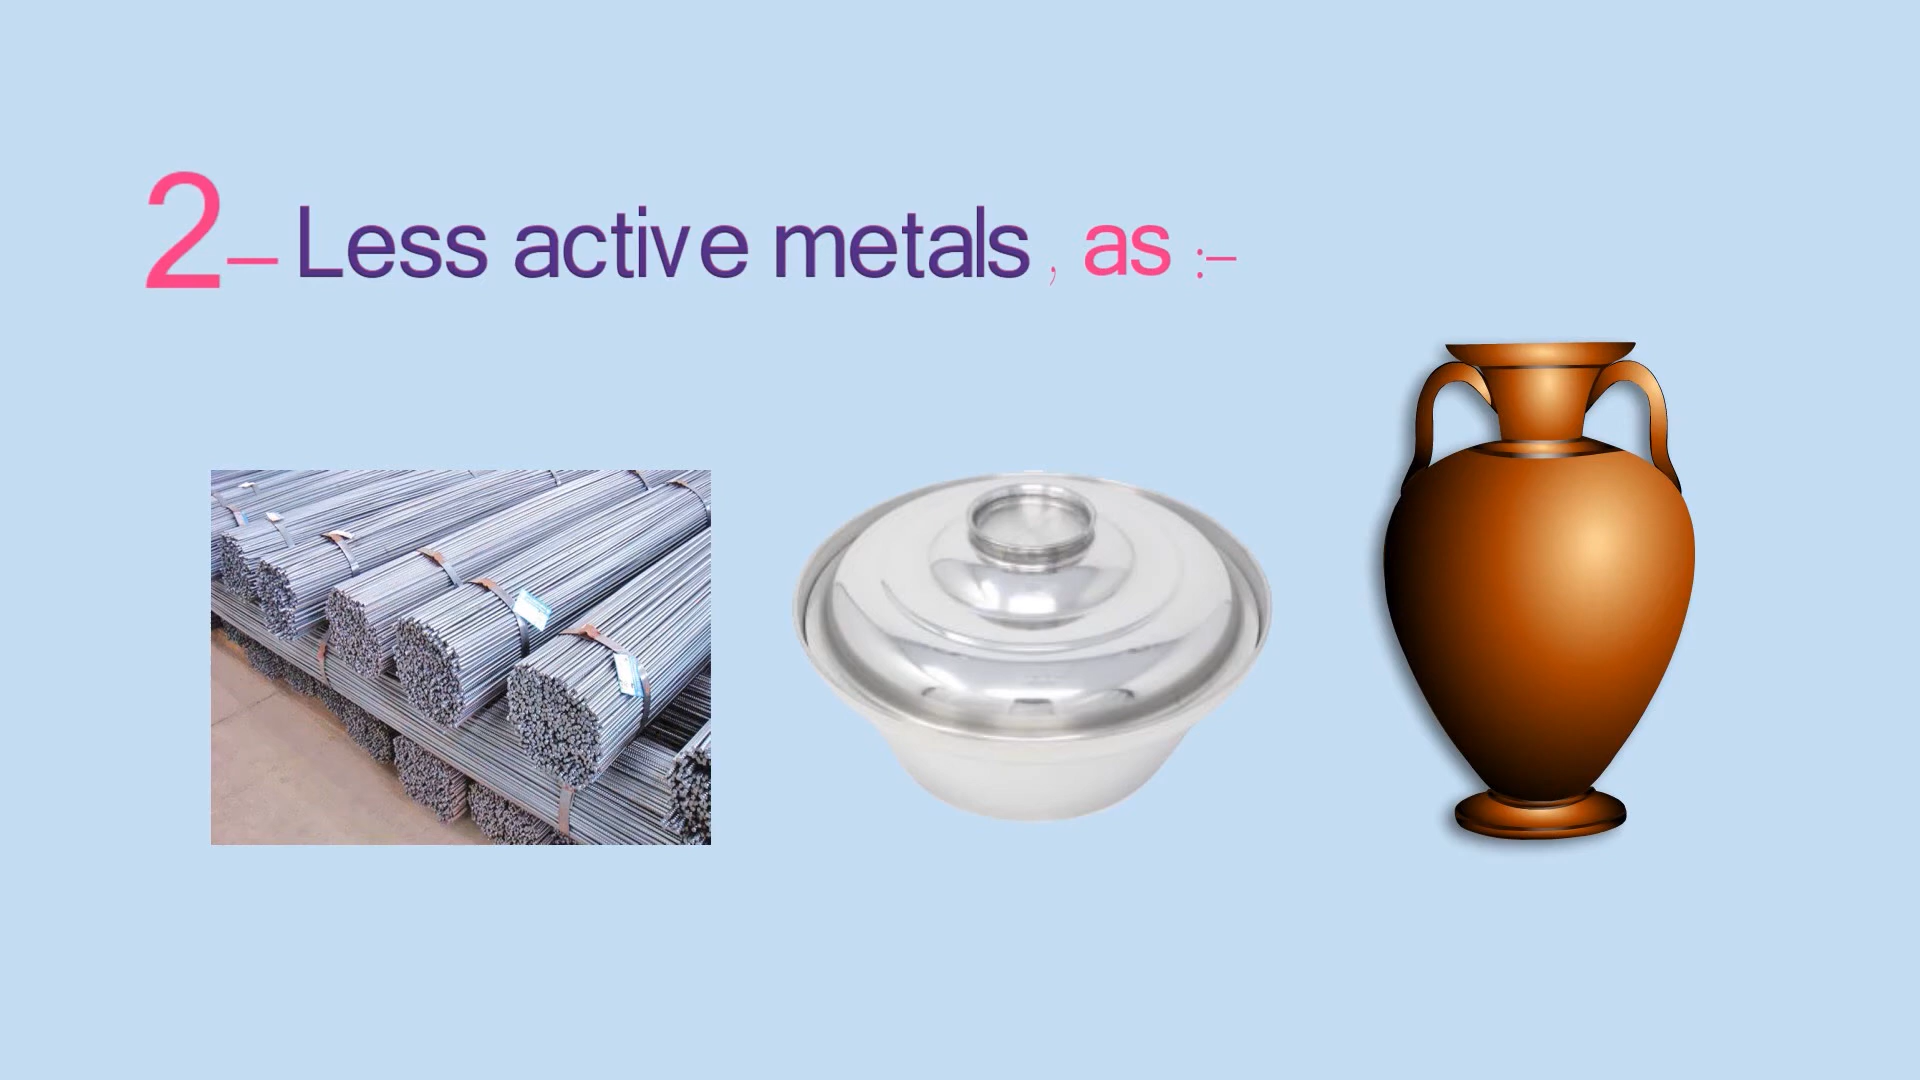 2– Less active metals , as :–